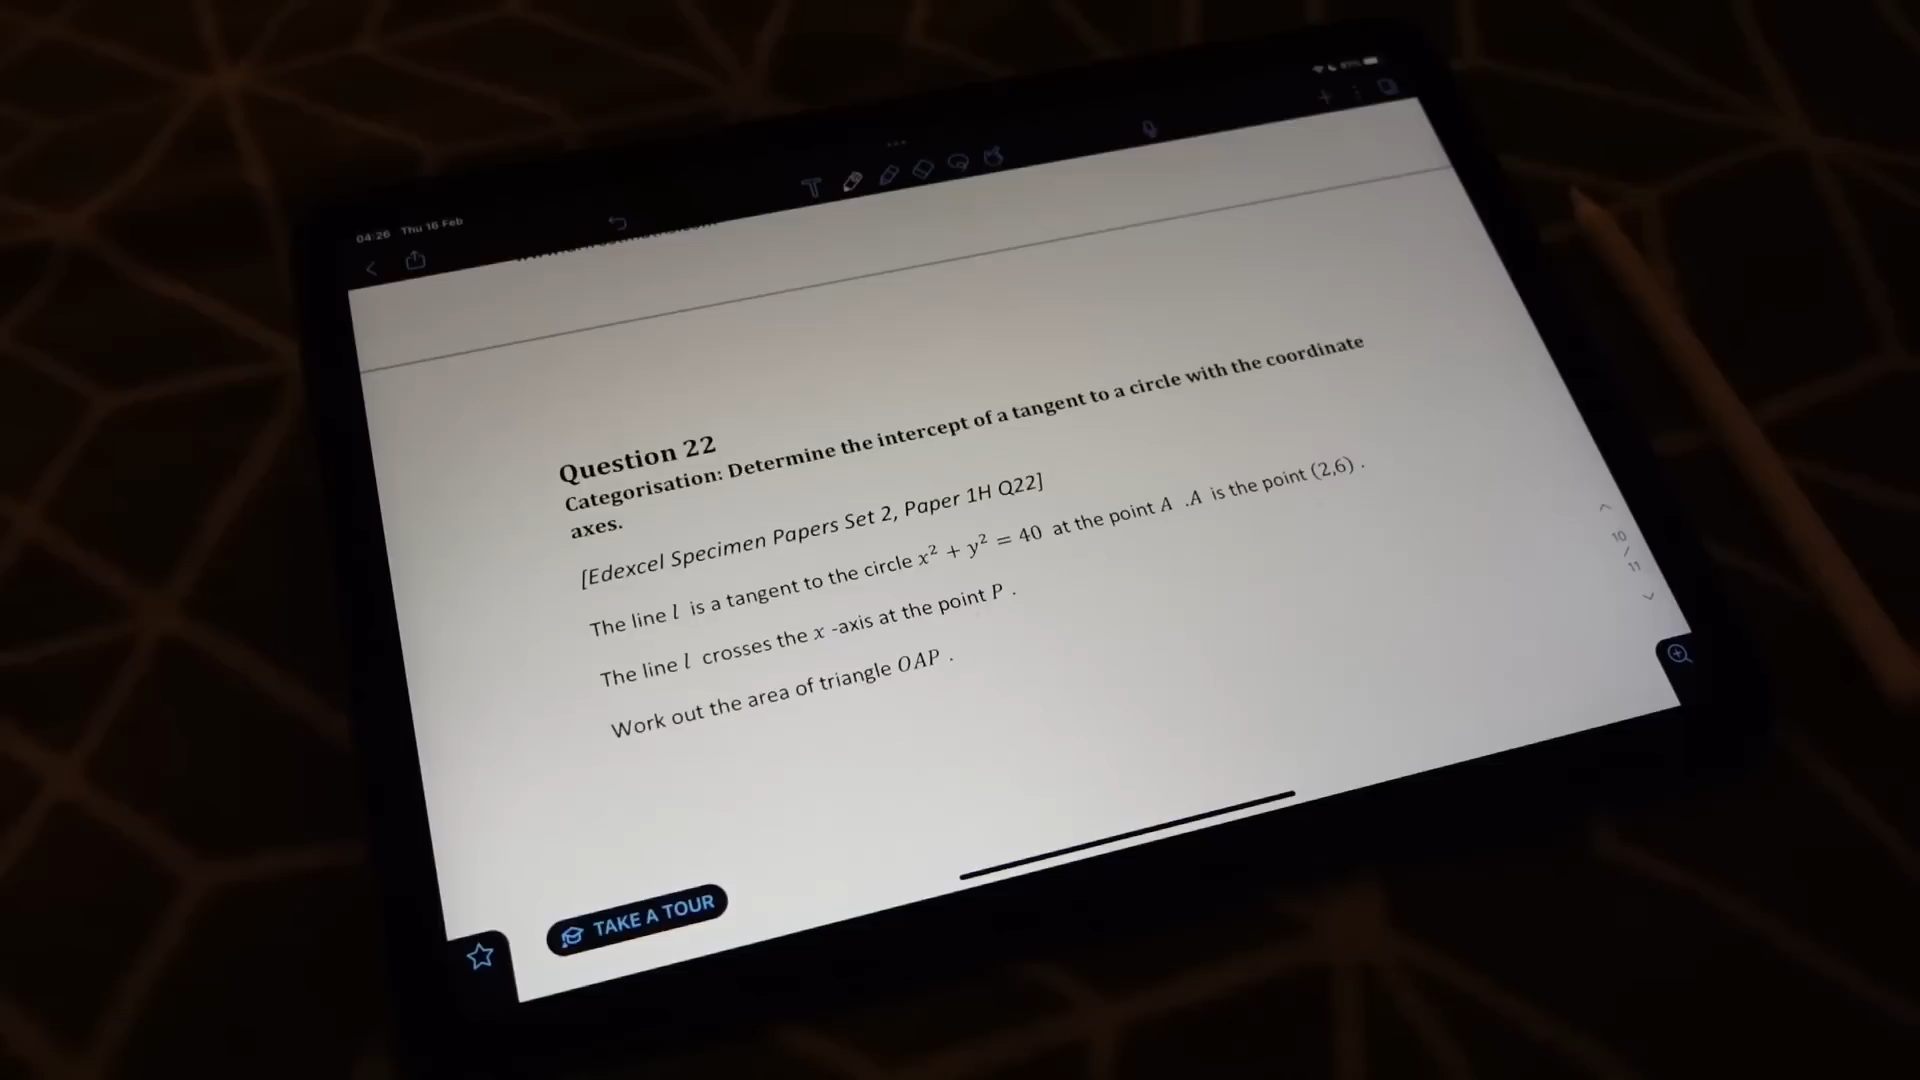 04:26 Thu 16 Feb
Question 22
Categorisation: Determine the intercept of a tangent to a circle with the coordinate
axes.
[Edexcel Specimen Papers Set 2, Paper 1H Q22]
The line l is a tangent to the circle x² + y² = 40 at the point A .A is the point (2,6) .
The line l crosses the x -axis at the point P .
Work out the area of triangle OAP .
10
/
11
TAKE A TOUR